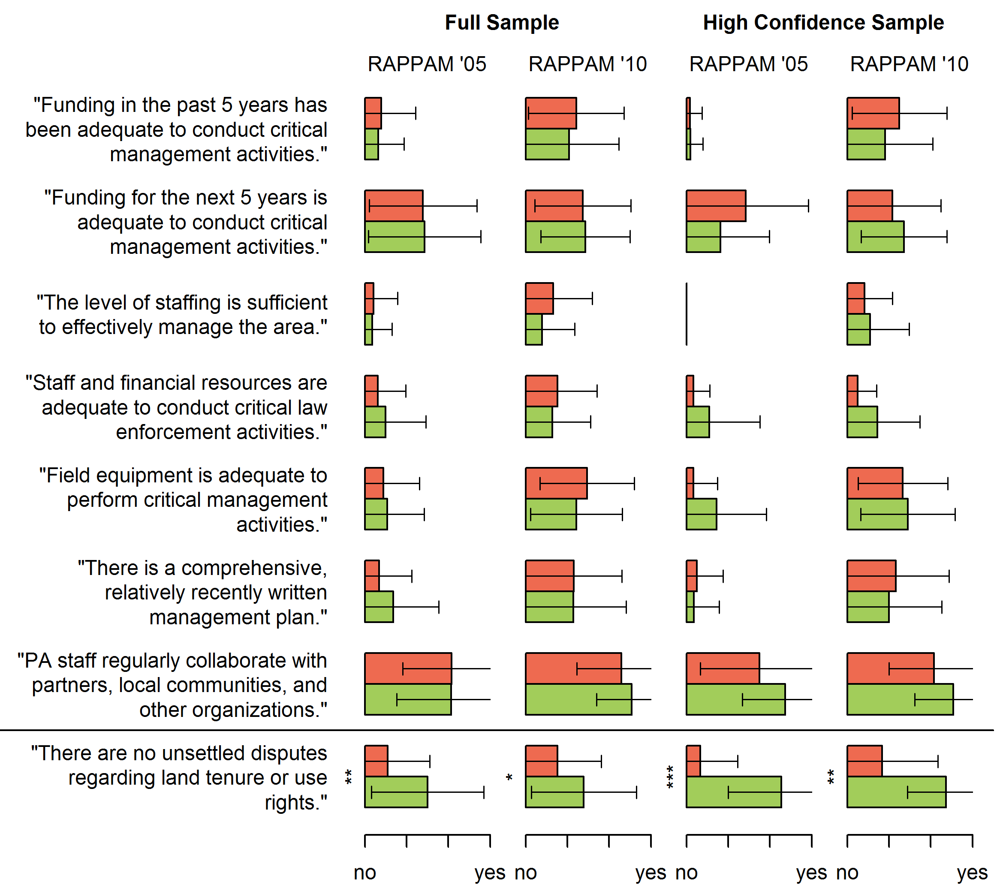 Full Sample High Confidence Sample
RAPPAM '05 RAPPAM '10 RAPPAM '05 RAPPAM '10
"Funding in the past 5 years has
been adequate to conduct critical
management activities."
"Funding for the next 5 years is
adequate to conduct critical
management activities."
"The level of staffing is sufficient
to effectively manage the area."
"Staff and financial resources are
adequate to conduct critical law
enforcement activities."
"Field equipment is adequate to
perform critical management
activities."
"There is a comprehensive,
relatively recently written
management plan."
"PA staff regularly collaborate with
partners, local communities, and
other organizations."
"There are no unsettled disputes
regarding land tenure or use
rights."
** * *** **
no yes no yes no yes no yes